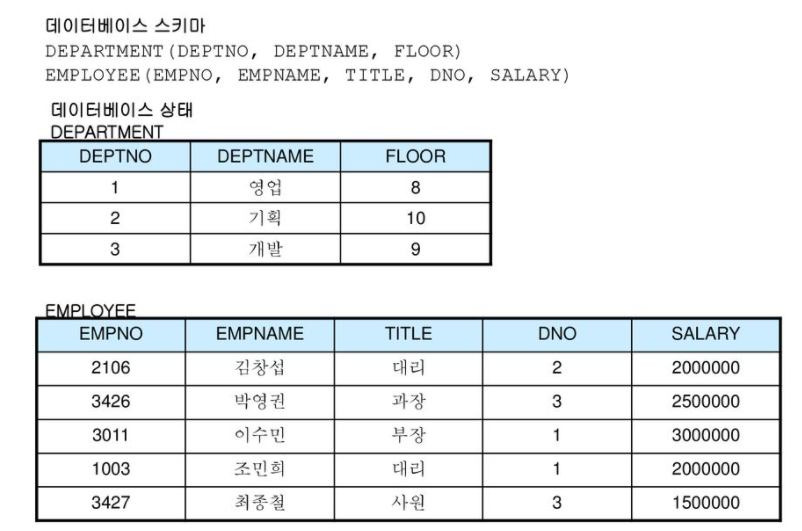 데이터베이스 스키마
DEPARTMENT(DEPTNO, DEPTNAME, FLOOR)
EMPLOYEE(EMPNO, EMPNAME, TITLE, DNO, SALARY)
데이터베이스 상태
DEPARTMENT
DEPTNO DEPTNAME FLOOR
1 영업 8
2 기획 10
3 개발 9
EMPLOYEE
EMPNO EMPNAME TITLE DNO SALARY
2106 김창섭 대리 2 2000000
3426 박영권 과장 3 2500000
3011 이수민 부장 1 3000000
1003 조민희 대리 1 2000000
3427 최종철 사원 3 1500000